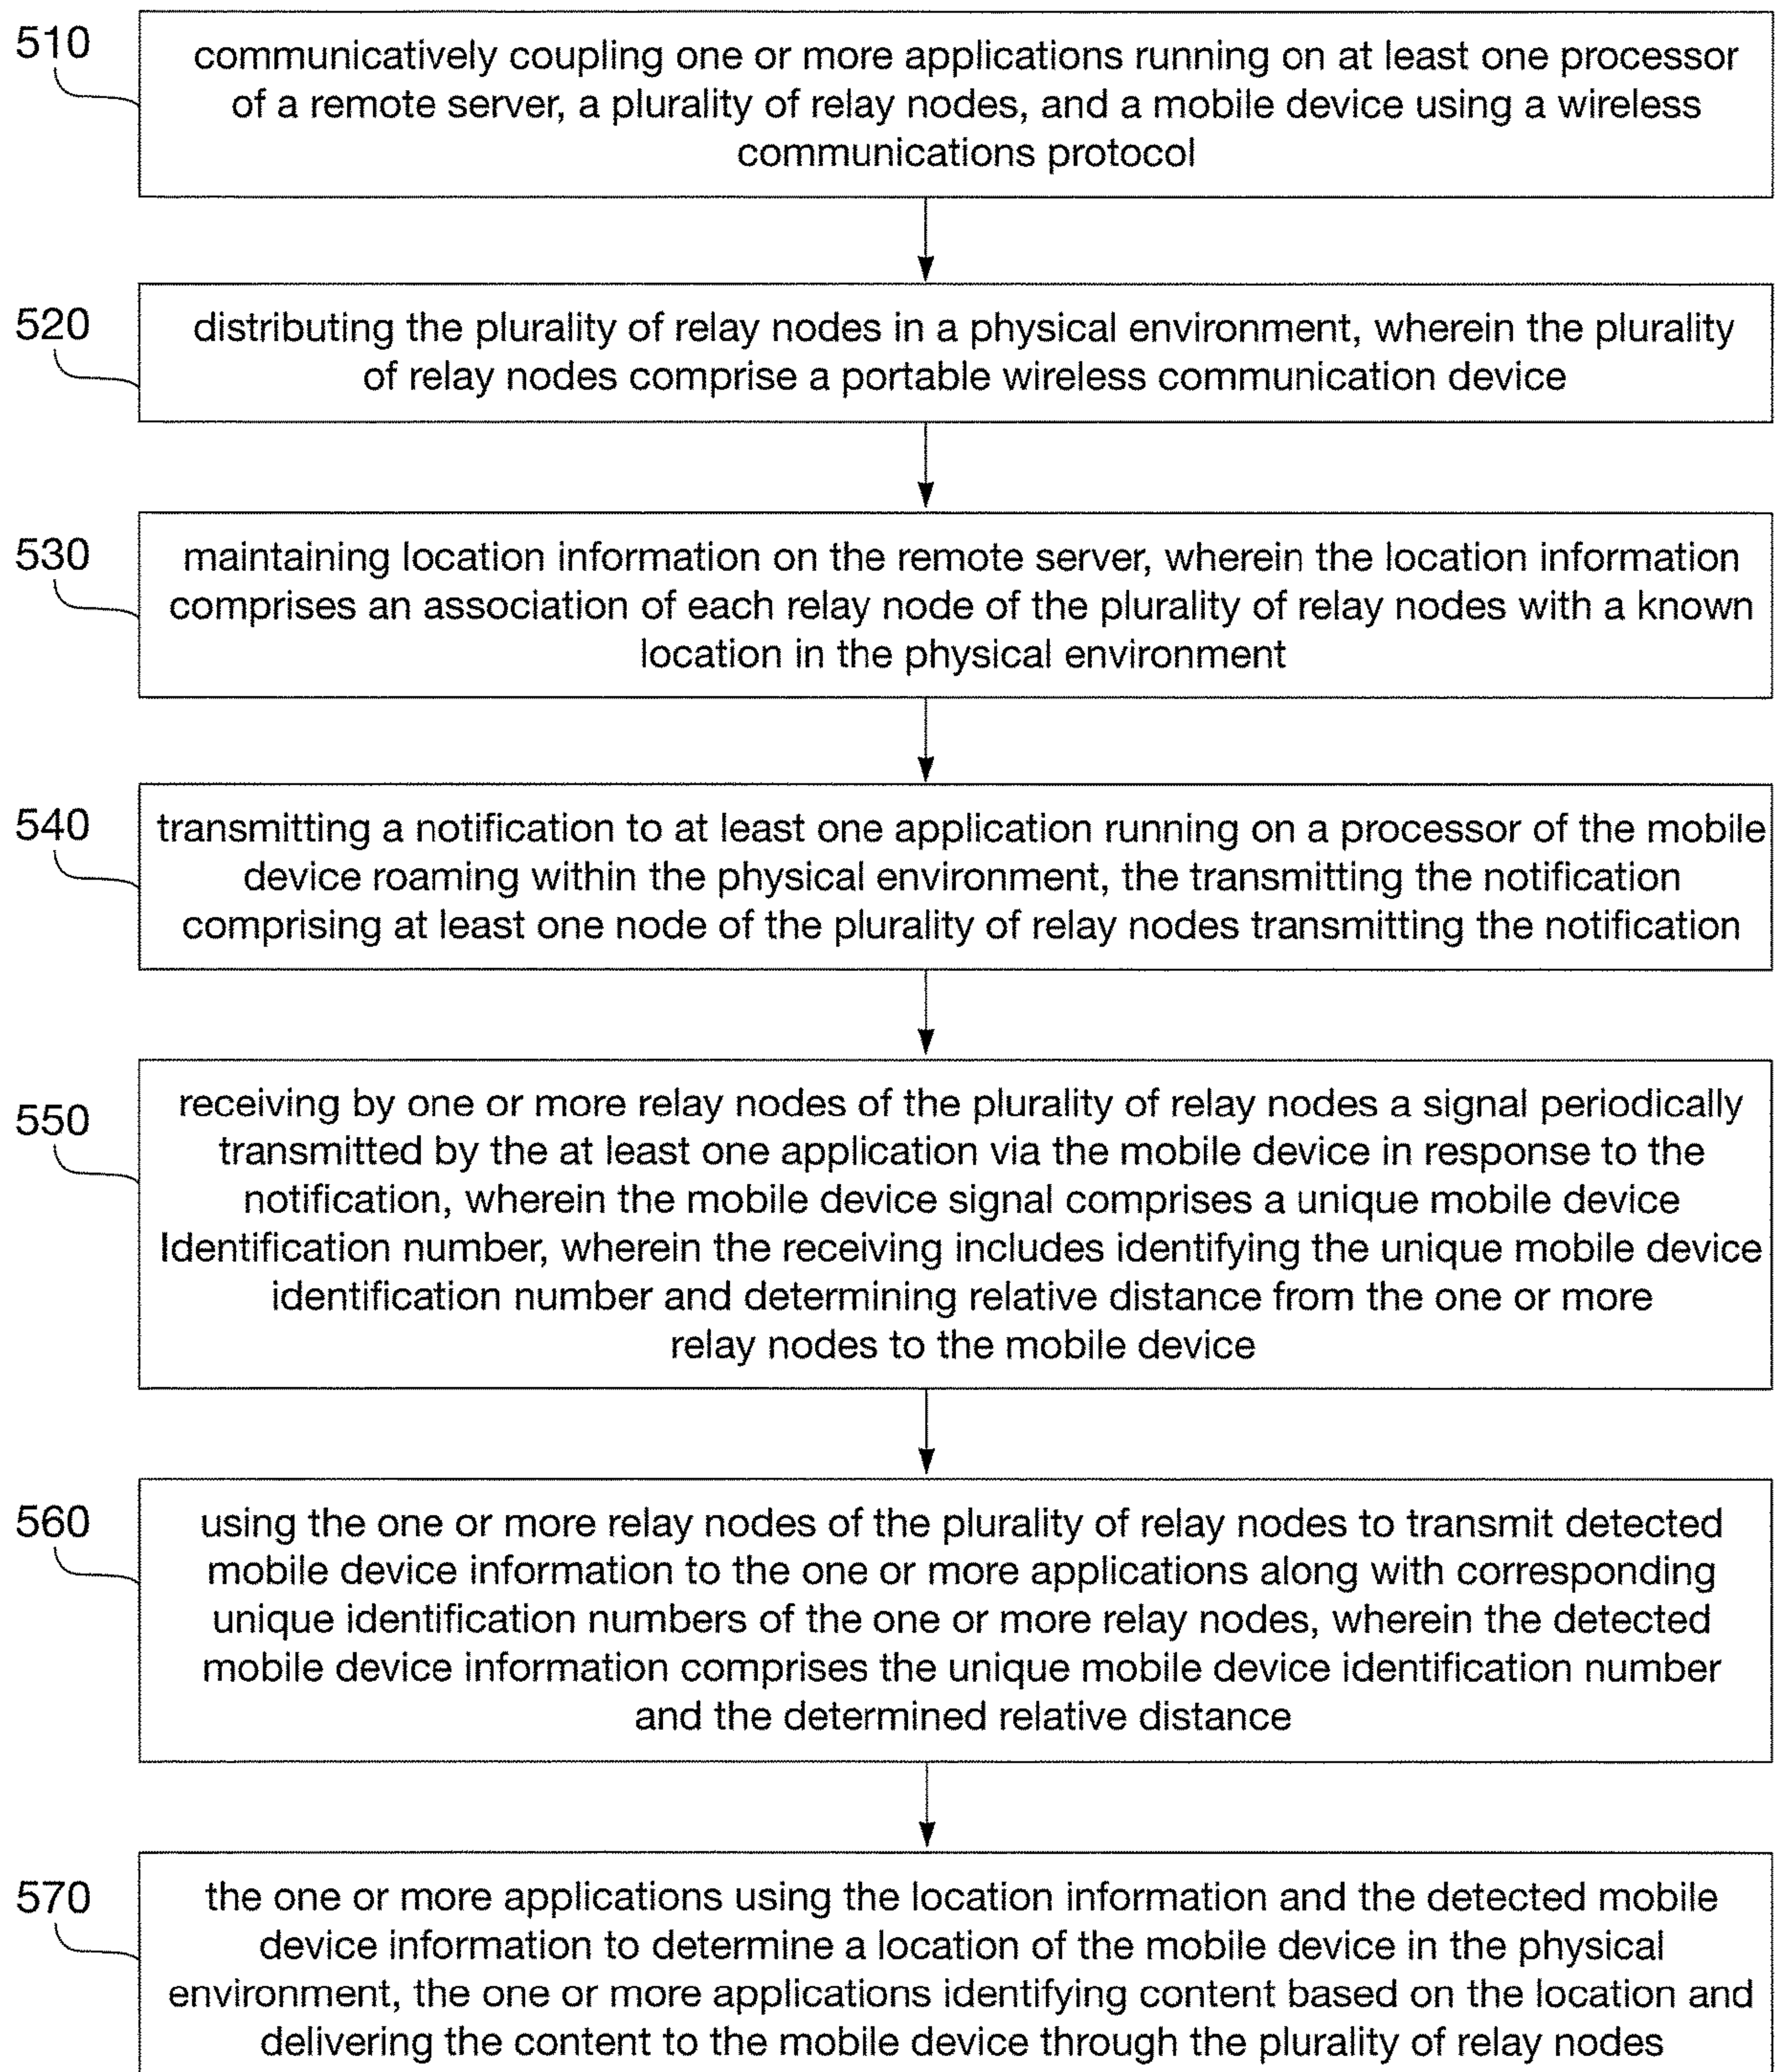 510
communicatively coupling one or more applications running on at least one processor
of a remote server, a plurality of relay nodes, and a mobile device using a wireless
communications protocol
520
distributing the plurality of relay nodes in a physical environment, wherein the plurality
of relay nodes comprise a portable wireless communication device
530
maintaining location information on the remote server, wherein the location information
comprises an association of each relay node of the plurality of relay nodes with a known
location in the physical environment
540
transmitting a notification to at least one application running on a processor of the mobile
device roaming within the physical environment, the transmitting the notification
comprising at least one node of the plurality of relay nodes transmitting the notification
550
receiving by one or more relay nodes of the plurality of relay nodes a signal periodically
transmitted by the at least one application via the mobile device in response to the
notification, wherein the mobile device signal comprises a unique mobile device
Identification number, wherein the receiving includes identifying the unique mobile device
identification number and determining relative distance from the one or more
relay nodes to the mobile device
560
using the one or more relay nodes of the plurality of relay nodes to transmit detected
mobile device information to the one or more applications along with corresponding
unique identification numbers of the one or more relay nodes, wherein the detected
mobile device information comprises the unique mobile device identification number
and the determined relative distance
570
the one or more applications using the location information and the detected mobile
device information to determine a location of the mobile device in the physical
environment, the one or more applications identifying content based on the location and
delivering the content to the mobile device through the plurality of relay nodes